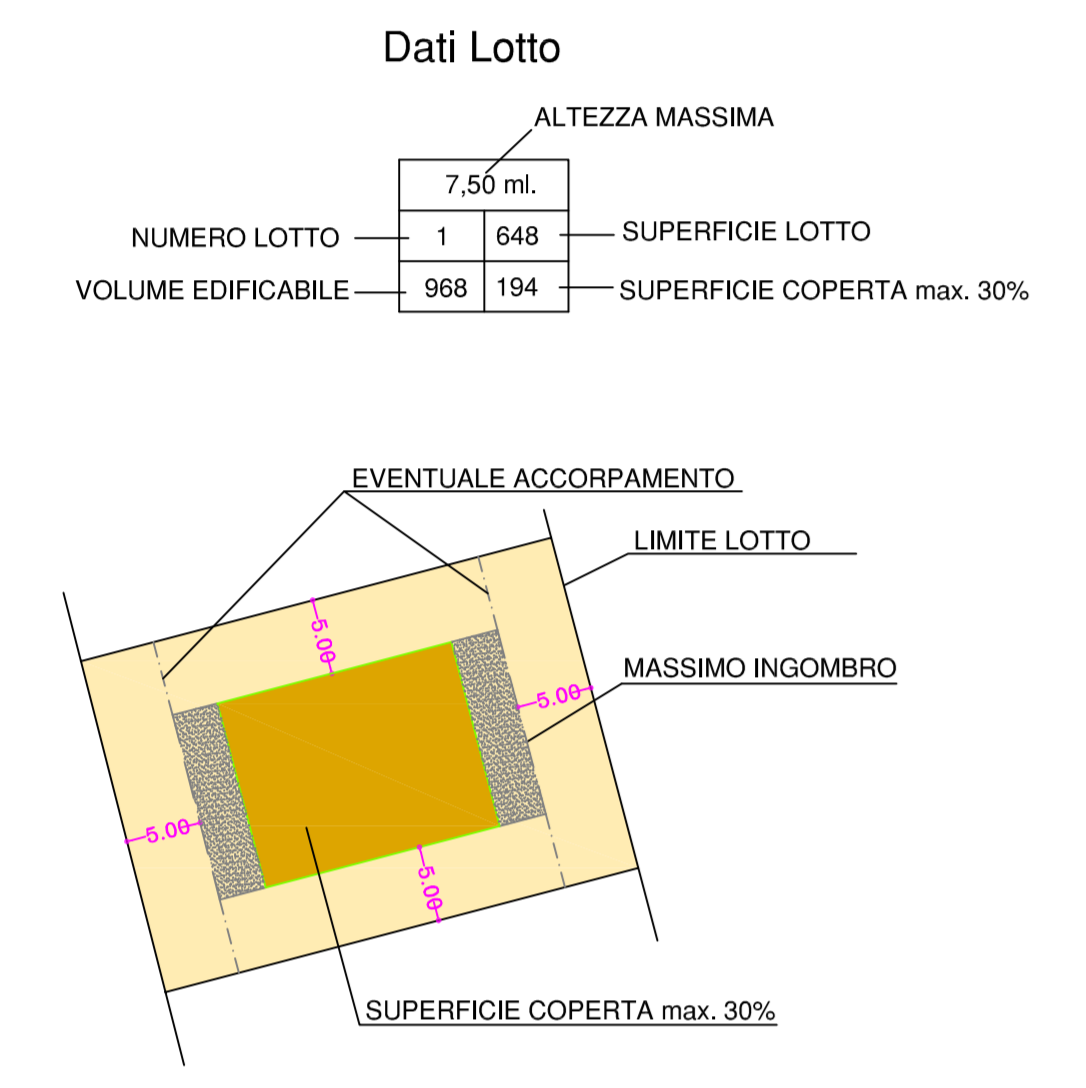 Dati Lotto
ALTEZZA MASSIMA
7,50 ml.
NUMERO LOTTO 1 648 SUPERFICIE LOTTO
VOLUME EDIFICABILE 968 194 SUPERFICIE COPERTA max. 30%
EVENTUALE ACCORPAMENTO
LIMITE LOTTO
5.00
MASSIMO INGOMBRO
5.00
5.00
5.00
SUPERFICIE COPERTA max. 30%